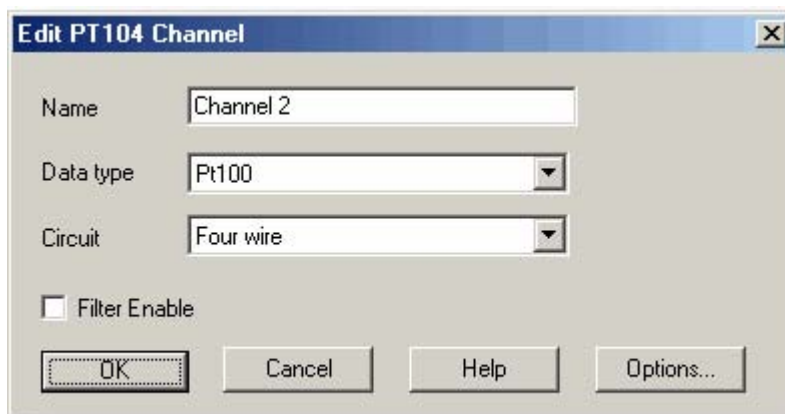 Edit PT104 Channel
Name Channel 2
Data type Pt100
Circuit Four wire
Filter Enable
OK Cancel Help Options...